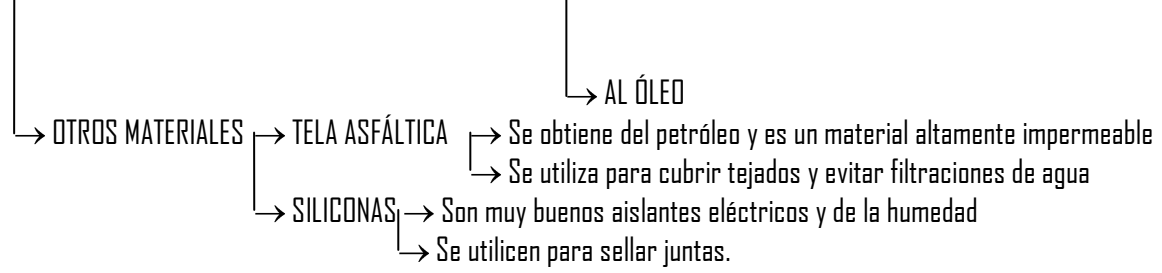 AL ÓLEO
OTROS MATERIALES TELA ASFÁLTICA Se obtiene del petróleo y es un material altamente impermeable
Se utiliza para cubrir tejados y evitar filtraciones de agua
SILICONAS Son muy buenos aislantes eléctricos y de la humedad
Se utilicen para sellar juntas.